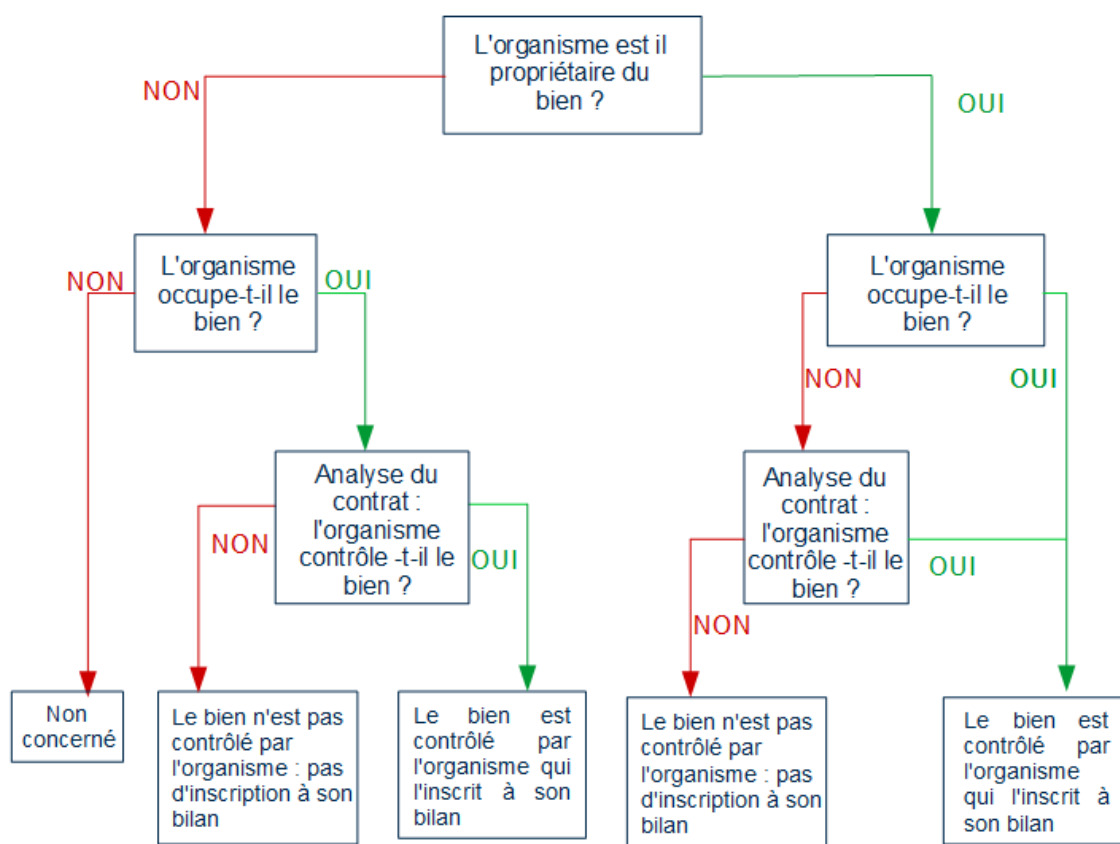 L'organisme est il
propriétaire du
bien ?
NON
OUI
L'organisme
occupe-t-il le
bien ?
NON
OUI
L'organisme
occupe-t-il le
bien ?
NON
OUI
Analyse du
contrat :
l'organisme
contrôle -t-il le
bien ?
NON
OUI
Analyse du
contrat :
l'organisme
contrôle -t-il le
bien ?
NON
OUI
Non
concerné
Le bien n'est pas
contrôlé par
l'organisme : pas
d'inscription à son
bilan
Le bien est
contrôlé par
l'organisme qui
l'inscrit à son
bilan
Le bien n'est pas
contrôlé par
l'organisme : pas
d'inscription à son
bilan
Le bien est
contrôlé par
l'organisme
qui l'inscrit à
son bilan